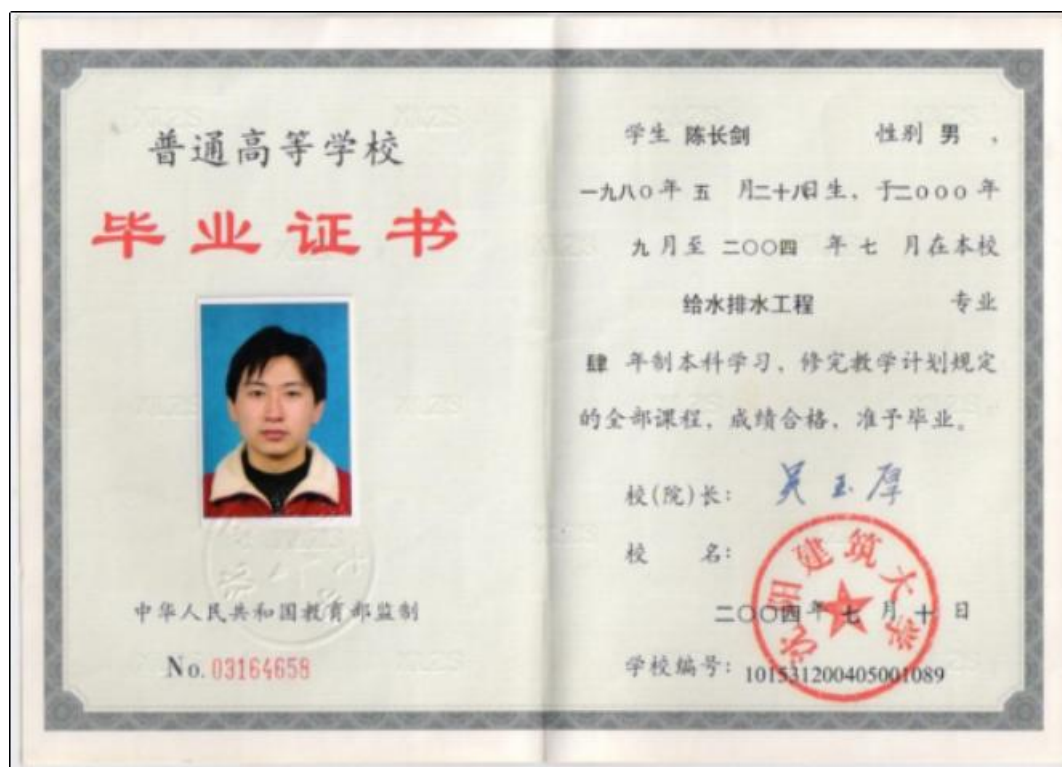 普通高等学校
毕业证书
中华人民共和国教育部监制
No. 03164658
学生 陈长剑 性别 男 ,
一九八〇年 五 月二十八日生, 于二〇〇〇年
九 月至 二〇〇四 年 七 月在本校
给水排水工程 专业
肆 年制本科学习, 修完教学计划规定
的全部课程, 成绩合格, 准予毕业。
校(院)长: 吴玉厚
校 名:
沈阳建筑大学
二〇〇四年 七 月 十 日
学校编号: 101531200405001089